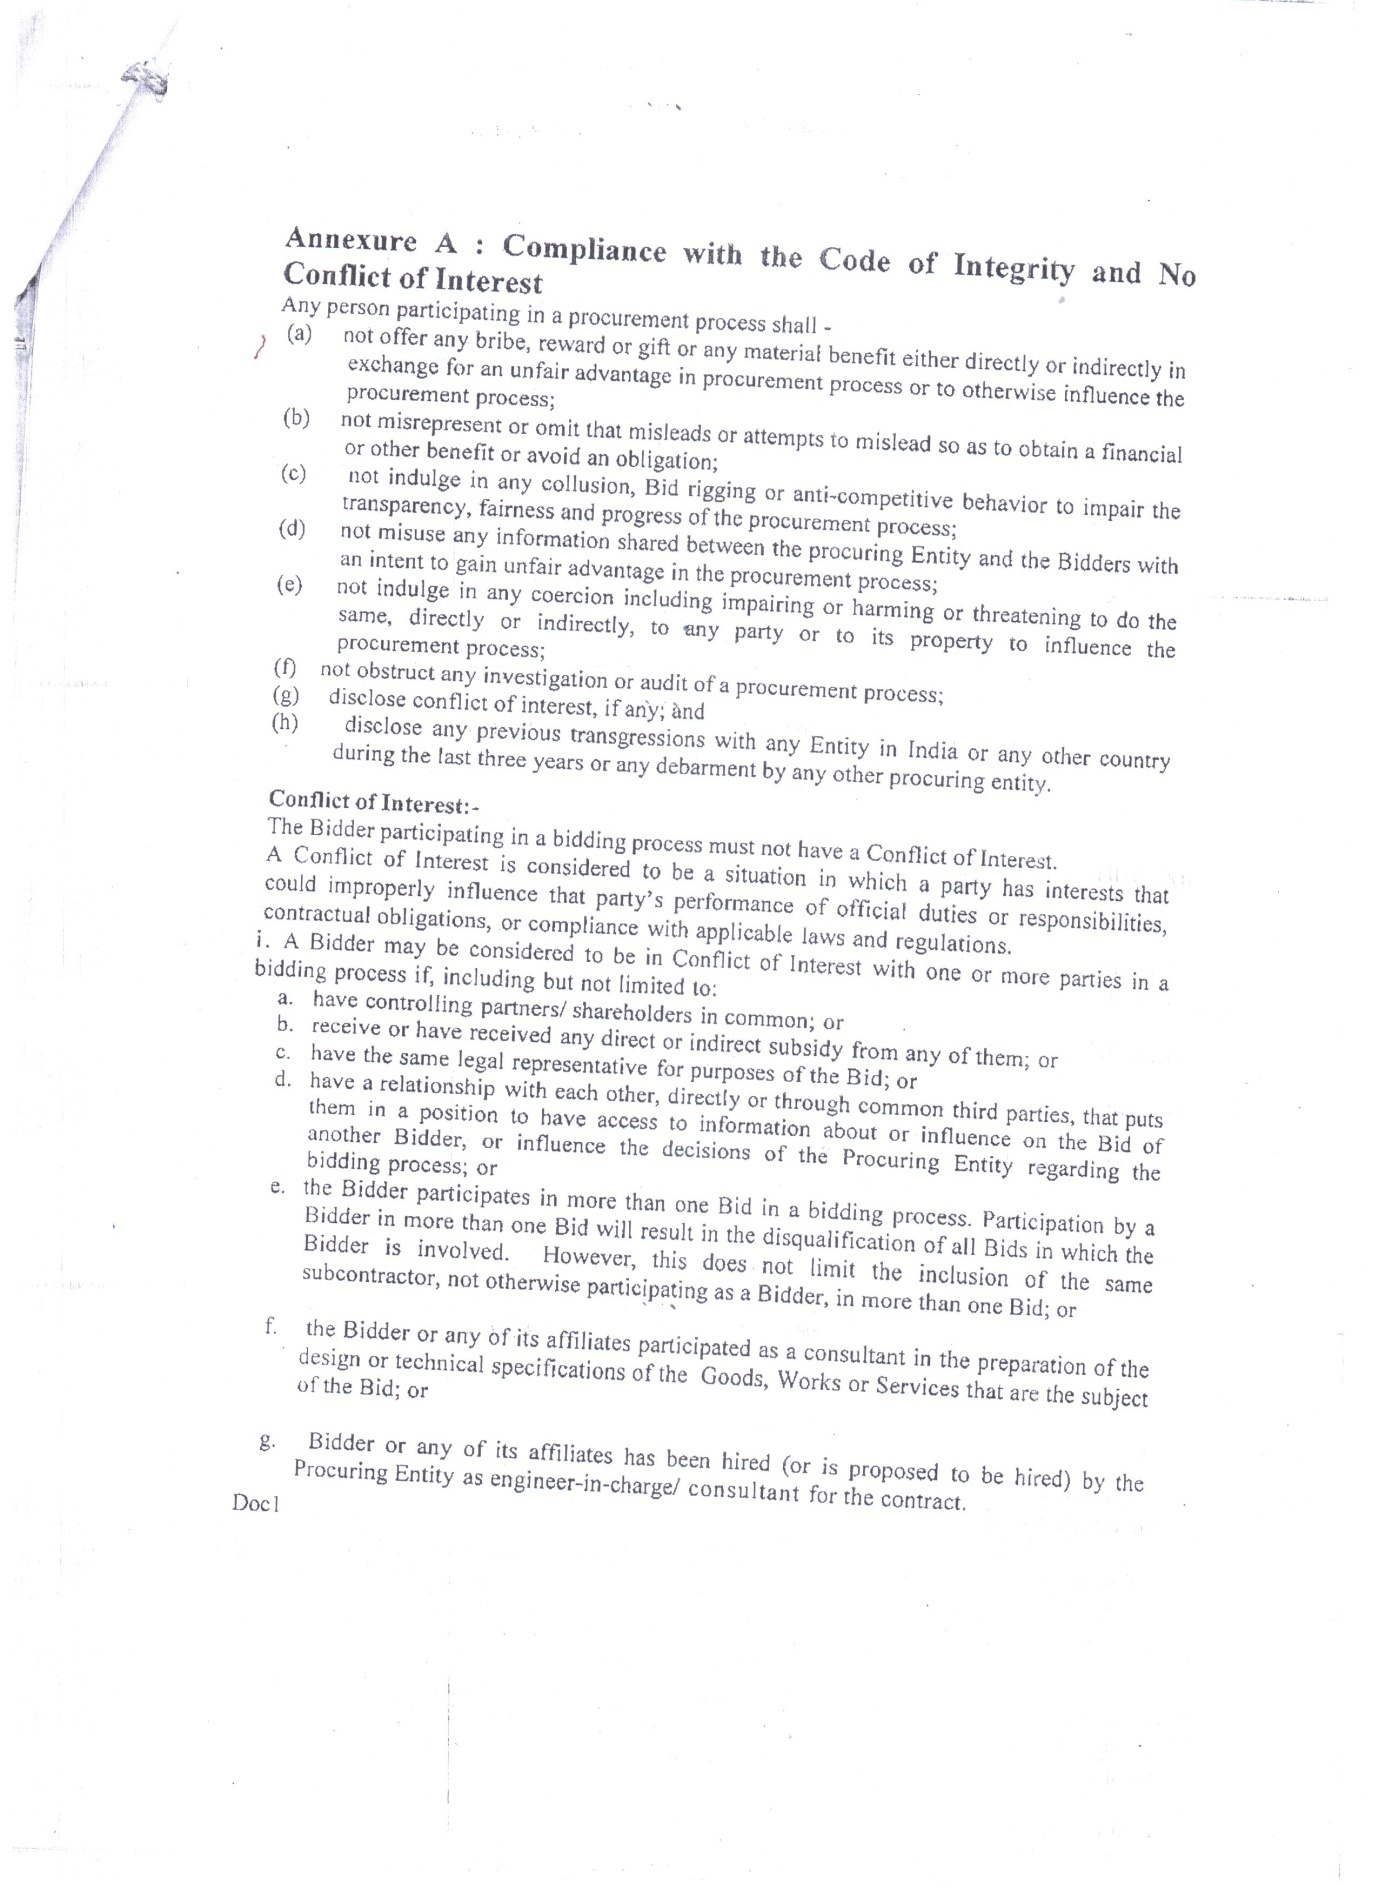 Annexure A : Compliance with the Code of Integrity and No
Conflict of Interest
Any person participating in a procurement process shall -
(a) not offer any bribe, reward or gift or any material benefit either directly or indirectly in
exchange for an unfair advantage in procurement process or to otherwise influence the
procurement process;
(b) not misrepresent or omit that misleads or attempts to mislead so as to obtain a financial
or other benefit or avoid an obligation;
(c) not indulge in any collusion, Bid rigging or anti-competitive behavior to impair the
transparency, fairness and progress of the procurement process;
(d) not misuse any information shared between the procuring Entity and the Bidders with
an intent to gain unfair advantage in the procurement process;
(e) not indulge in any coercion including impairing or harming or threatening to do the
same, directly or indirectly, to any party or to its property to influence the
procurement process;
(f) not obstruct any investigation or audit of a procurement process;
(g) disclose conflict of interest, if any; and
(h) disclose any previous transgressions with any Entity in India or any other country
during the last three years or any debarment by any other procuring entity.
Conflict of Interest:-
The Bidder participating in a bidding process must not have a Conflict of Interest.
A Conflict of Interest is considered to be a situation in which a party has interests that
could improperly influence that party's performance of official duties or responsibilities,
contractual obligations, or compliance with applicable laws and regulations.
i. A Bidder may be considered to be in Conflict of Interest with one or more parties in a
bidding process if, including but not limited to:
a. have controlling partners/ shareholders in common; or
b. receive or have received any direct or indirect subsidy from any of them; or
c. have the same legal representative for purposes of the Bid; or
d. have a relationship with each other, directly or through common third parties, that puts
them in a position to have access to information about or influence on the Bid of
another Bidder, or influence the decisions of the Procuring Entity regarding the
bidding process; or
e. the Bidder participates in more than one Bid in a bidding process. Participation by a
Bidder in more than one Bid will result in the disqualification of all Bids in which the
Bidder is involved. However, this does not limit the inclusion of the same
subcontractor, not otherwise participating as a Bidder, in more than one Bid; or
f. the Bidder or any of its affiliates participated as a consultant in the preparation of the
design or technical specifications of the Goods, Works or Services that are the subject
of the Bid; or
g. Bidder or any of its affiliates has been hired (or is proposed to be hired) by the
Procuring Entity as engineer-in-charge/ consultant for the contract.
Doc1